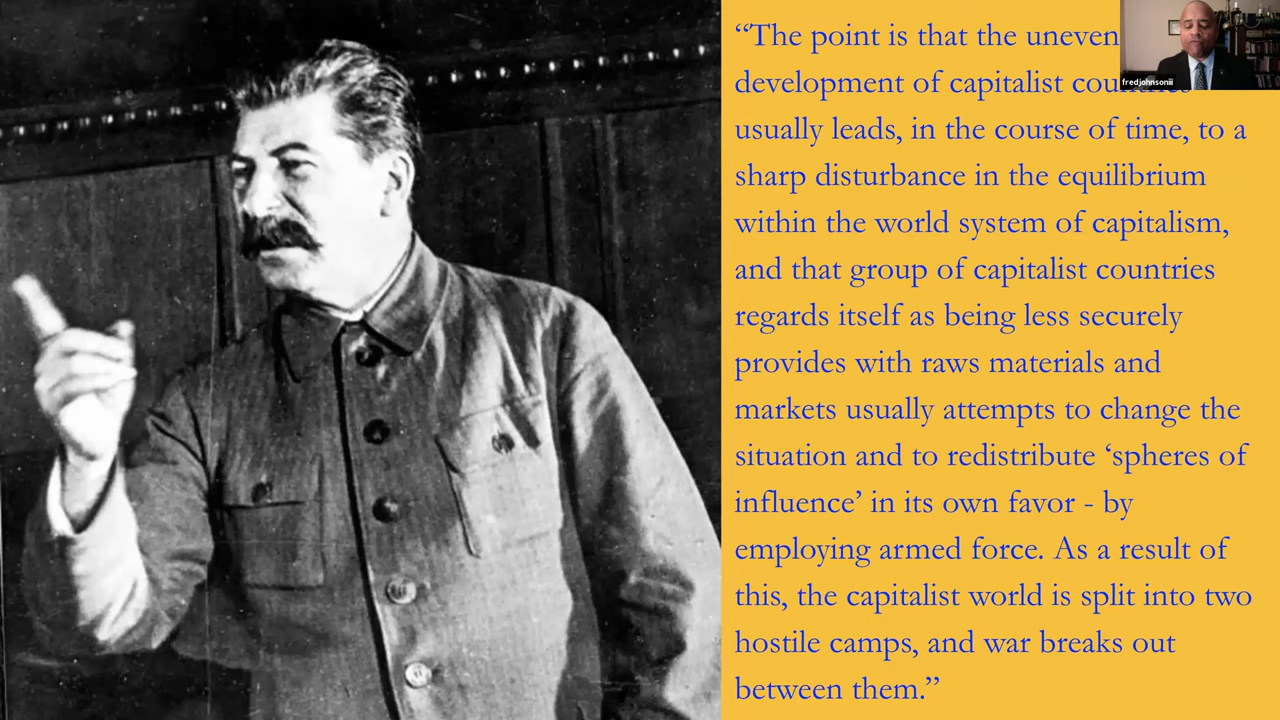 “The point is that the uneven
fredjohnsoniii
development of capitalist countries
usually leads, in the course of time, to a
sharp disturbance in the equilibrium
within the world system of capitalism,
and that group of capitalist countries
regards itself as being less securely
provides with raws materials and
markets usually attempts to change the
situation and to redistribute ‘spheres of
influence’ in its own favor - by
employing armed force. As a result of
this, the capitalist world is split into two
hostile camps, and war breaks out
between them.”